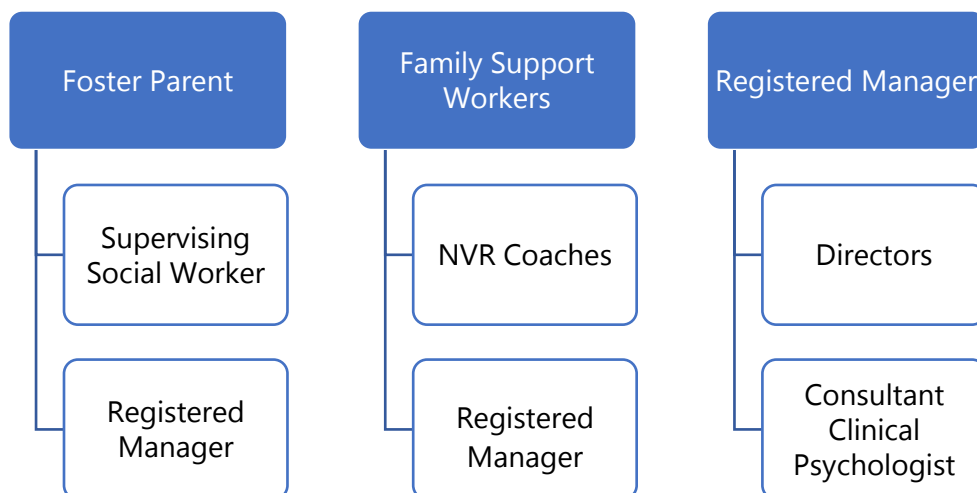 Foster Parent
Supervising
Social Worker
Registered
Manager
Family Support
Workers
NVR Coaches
Registered
Manager
Registered Manager
Directors
Consultant
Clinical
Psychologist